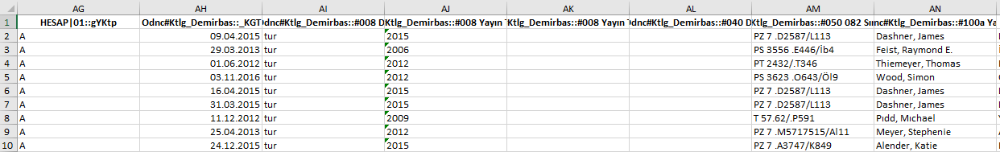 AG AH AI AJ AK AL AM AN
1 HESAP|01::gYKtp Odnc#Ktlg_Demirbas::_KGT Odnc#Ktlg_Demirbas::#008 D Ktlg_Demirbas::#008 Yayın T Ktlg_Demirbas::#008 Yayın Odnc#Ktlg_Demirbas::#040 D Ktlg_Demirbas::#050 082 Sı nc#Ktlg_Demirbas::#100a Ya
2 A 09.04.2015 tur 2015 PZ 7 .D2587/L113 Dashner, James
3 A 29.03.2013 tur 2006 PS 3556 .E446/İb4 Feist, Raymond E.
4 A 01.06.2012 tur 2012 PT 2432/.T346 Thiemeyer, Thomas
5 A 03.11.2016 tur 2012 PS 3623 .O643/Öl9 Wood, Simon
6 A 16.04.2015 tur 2015 PZ 7 .D2587/L113 Dashner, James
7 A 31.03.2015 tur 2015 PZ 7 .D2587/L113 Dashner, James
8 A 11.12.2012 tur 2009 T 57.62/.P591 Pıdd, Mıchael
9 A 25.04.2013 tur 2012 PZ 7 .M5717515/Al11 Meyer, Stephenie
10 A 24.12.2015 tur 2015 PZ 7 .A3747/K849 Alender, Katie